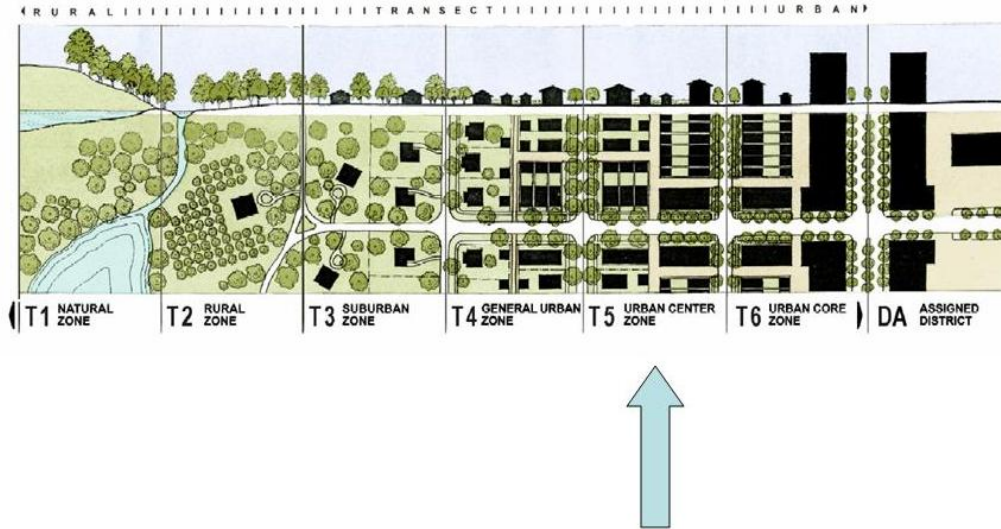 RURAL TRANSECT URBAN
T1 NATURAL ZONE
T2 RURAL ZONE
T3 SUBURBAN ZONE
T4 GENERAL URBAN ZONE
T5 URBAN CENTER ZONE
T6 URBAN CORE ZONE
DA ASSIGNED DISTRICT